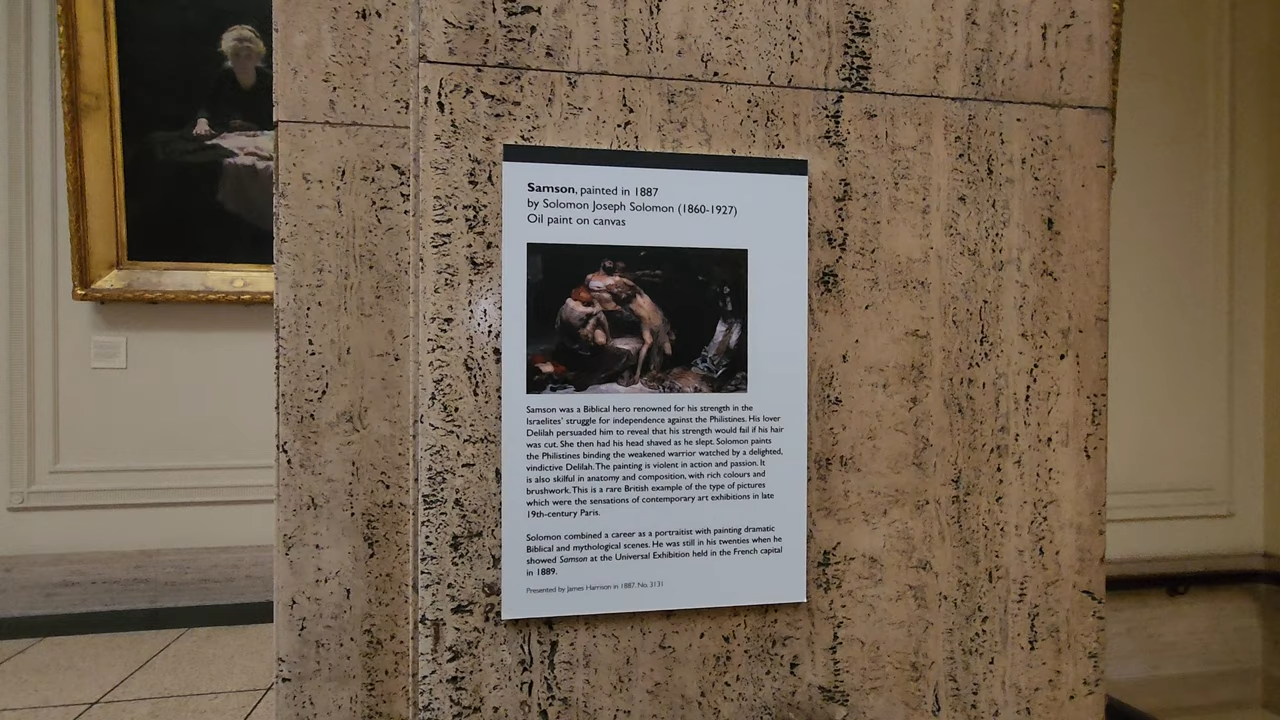 Samson, painted in 1887
by Solomon Joseph Solomon (1860-1927)
Oil paint on canvas
Samson was a Biblical hero renowned for his strength in the
Israelites' struggle for independence against the Philistines. His lover
Delilah persuaded him to reveal that his strength would fail if his hair
was cut. She then had his head shaved as he slept. Solomon paints
the Philistines binding the weakened warrior watched by a delighted,
vindictive Delilah. The painting is violent in action and passion. It
is also skilful in anatomy and composition, with rich colours and
brushwork. This is a rare British example of the type of pictures
which were the sensations of contemporary art exhibitions in late
19th-century Paris.
Solomon combined a career as a portraitist with painting dramatic
Biblical and mythological scenes. He was still in his twenties when he
showed Samson at the Universal Exhibition held in the French capital
in 1889.
Presented by James Harrison in 1887. No. 3131